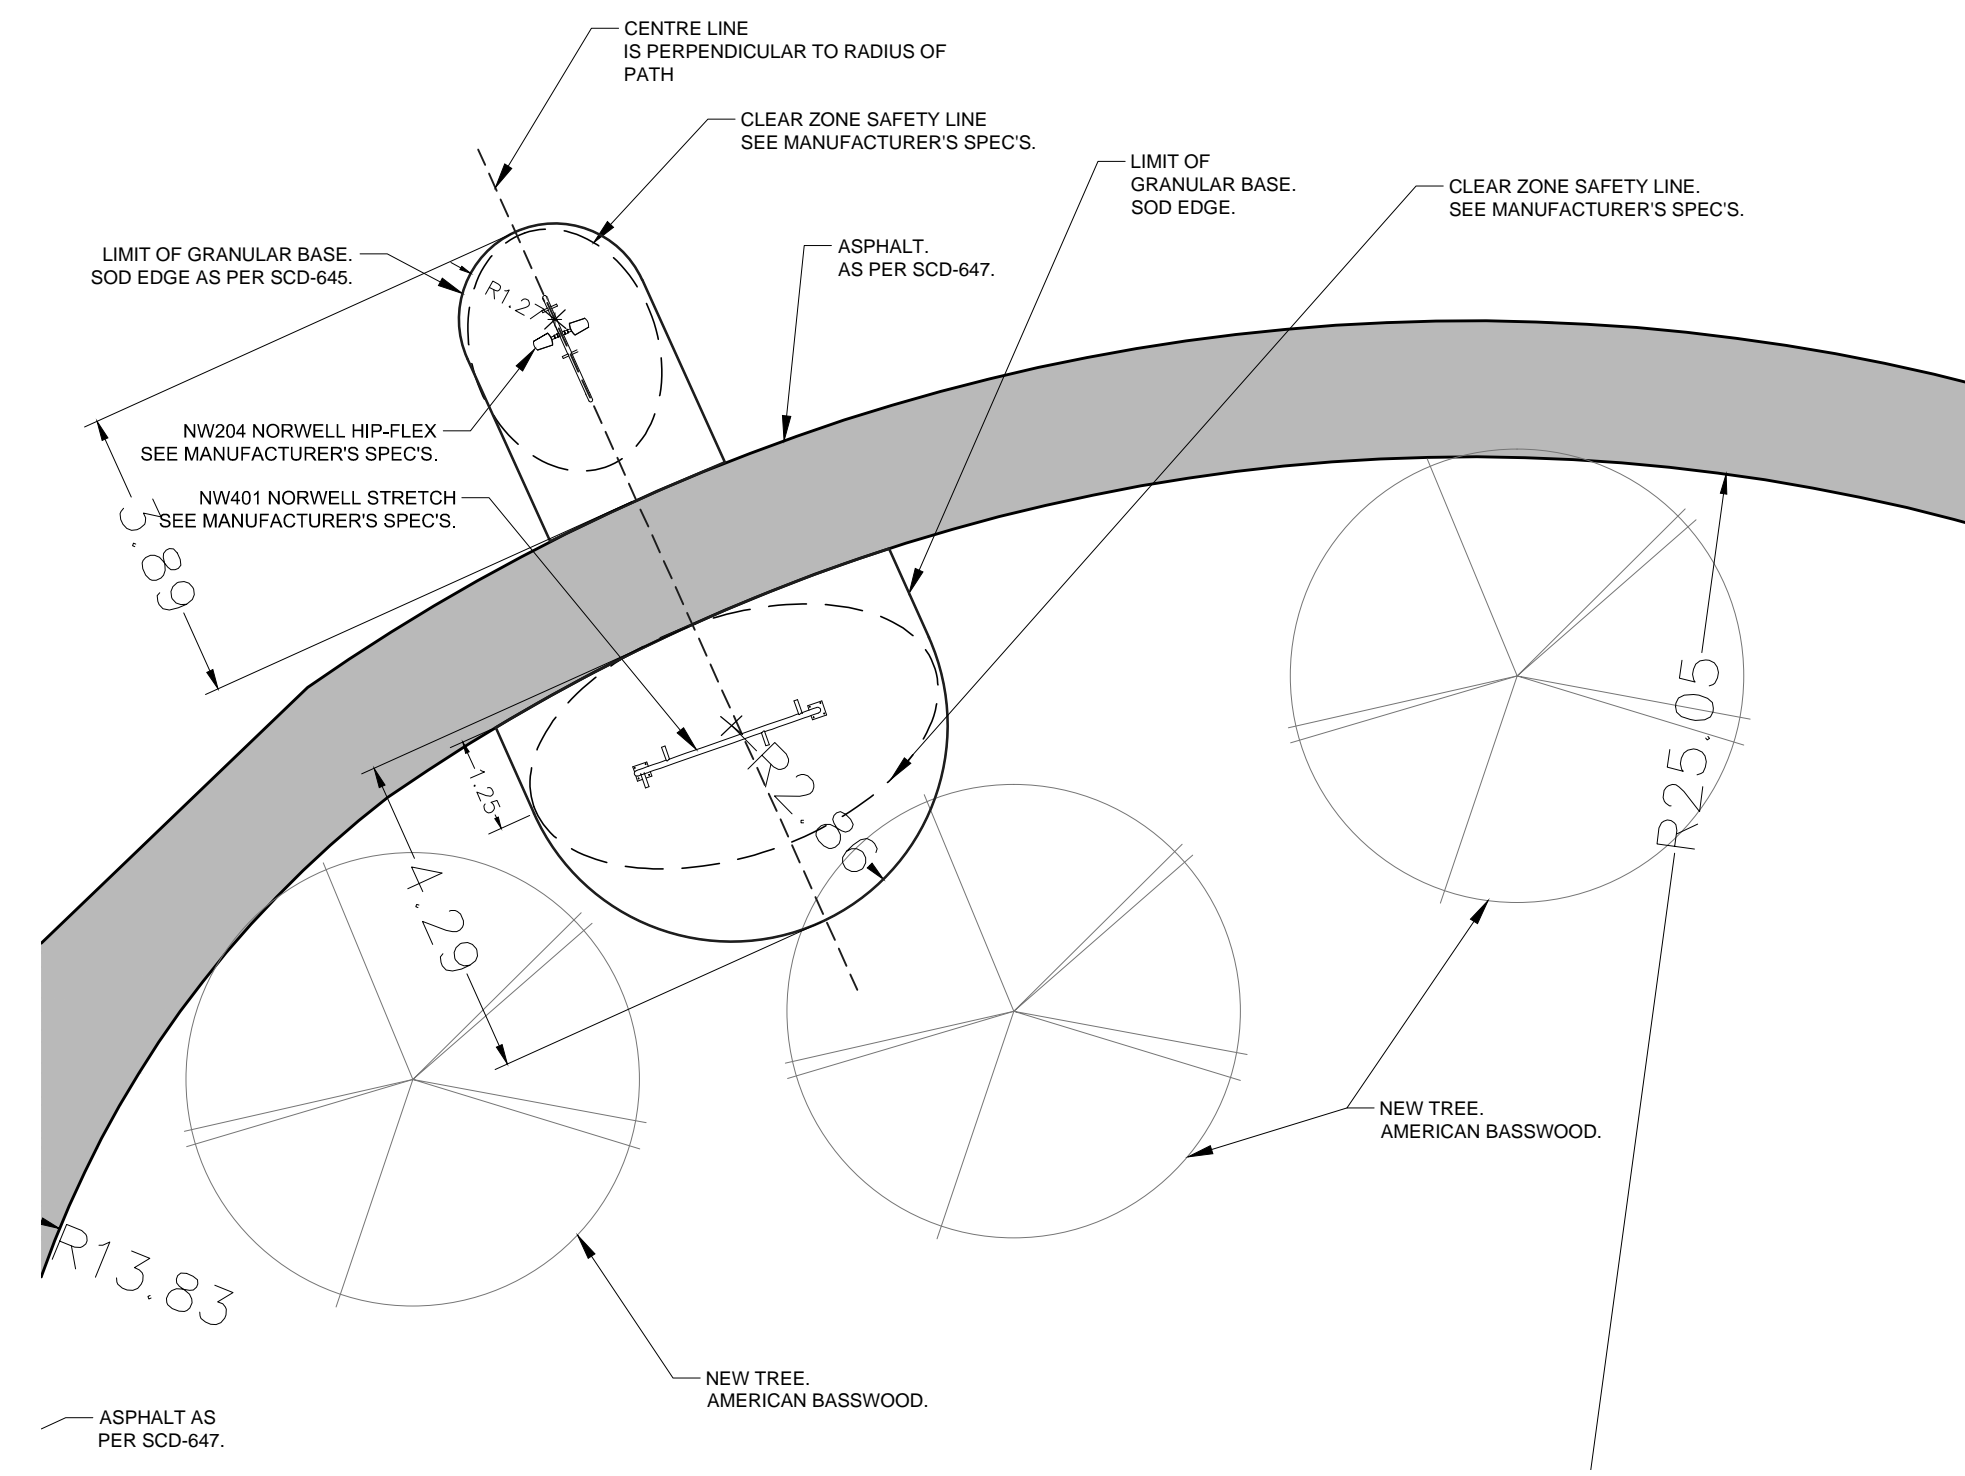 CENTRE LINE
IS PERPENDICULAR TO RADIUS OF
PATH
CLEAR ZONE SAFETY LINE
SEE MANUFACTURER'S SPEC'S.
LIMIT OF
GRANULAR BASE.
SOD EDGE.
CLEAR ZONE SAFETY LINE.
SEE MANUFACTURER'S SPEC'S.
LIMIT OF GRANULAR BASE.
SOD EDGE AS PER SCD-645.
ASPHALT.
AS PER SCD-647.
R1.27
NW204 NORWELL HIP-FLEX
SEE MANUFACTURER'S SPEC'S.
NW401 NORWELL STRETCH
SEE MANUFACTURER'S SPEC'S.
3.89
R25.05
1.25
R2.86
4.29
NEW TREE.
AMERICAN BASSWOOD.
R13.83
NEW TREE.
AMERICAN BASSWOOD.
ASPHALT AS
PER SCD-647.